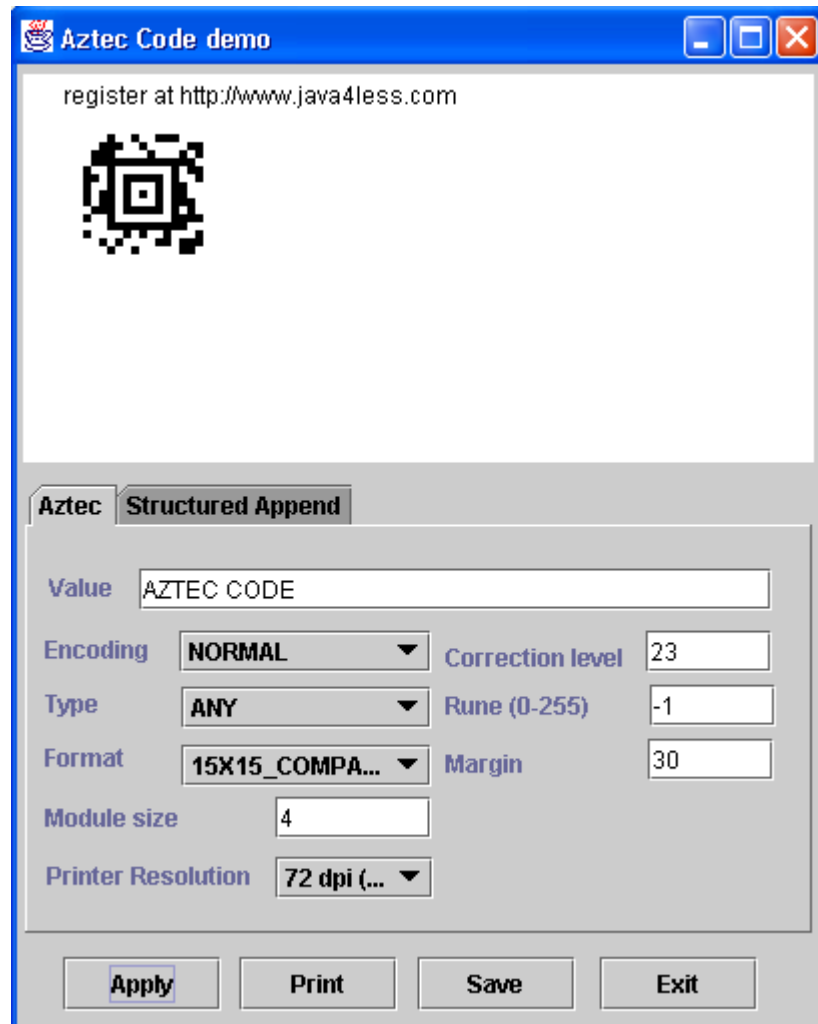 Aztec Code demo
register at http://www.java4less.com
Aztec Structured Append
Value AZTEC CODE
Encoding NORMAL Correction level 23
Type ANY Rune (0-255) -1
Format 15X15_COMPA... Margin 30
Module size 4
Printer Resolution 72 dpi (...
Apply Print Save Exit